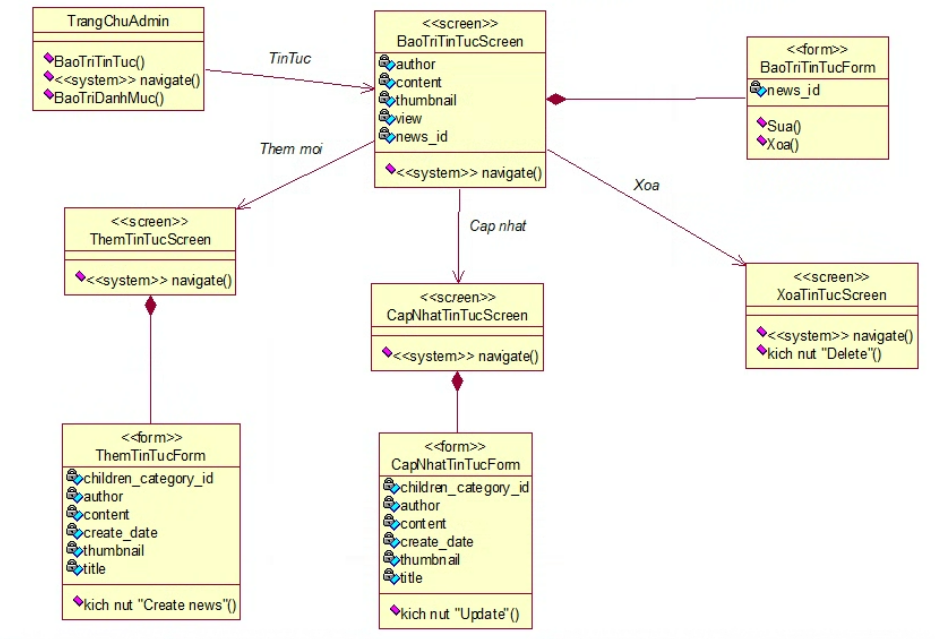 TrangChuAdmin
BaoTriTinTuc()
<<system>> navigate()
BaoTriDanhMuc()
TinTuc
<<screen>>
BaoTriTinTucScreen
author
content
thumbnail
view
news_id
<<system>> navigate()
<<form>>
BaoTriTinTucForm
news_id
Sua()
Xoa()
Them moi
Cap nhat
Xoa
<<screen>>
ThemTinTucScreen
<<system>> navigate()
<<screen>>
CapNhatTinTucScreen
<<system>> navigate()
<<screen>>
XoaTinTucScreen
<<system>> navigate()
kich nut "Delete"()
<<form>>
ThemTinTucForm
children_category_id
author
content
create_date
thumbnail
title
kich nut "Create news"()
<<form>>
CapNhatTinTucForm
children_category_id
author
content
create_date
thumbnail
title
kich nut "Update"()